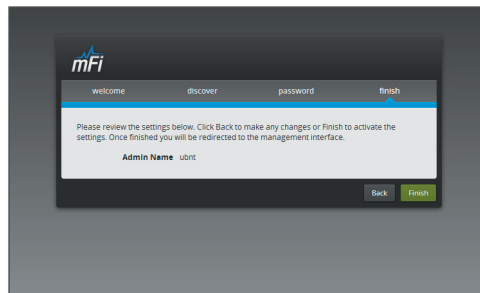 mFi
welcome discover password finish
Please review the settings below. Click Back to make any changes or Finish to activate the
settings. Once finished you will be redirected to the management interface.
Admin Name ubnt
Back Finish